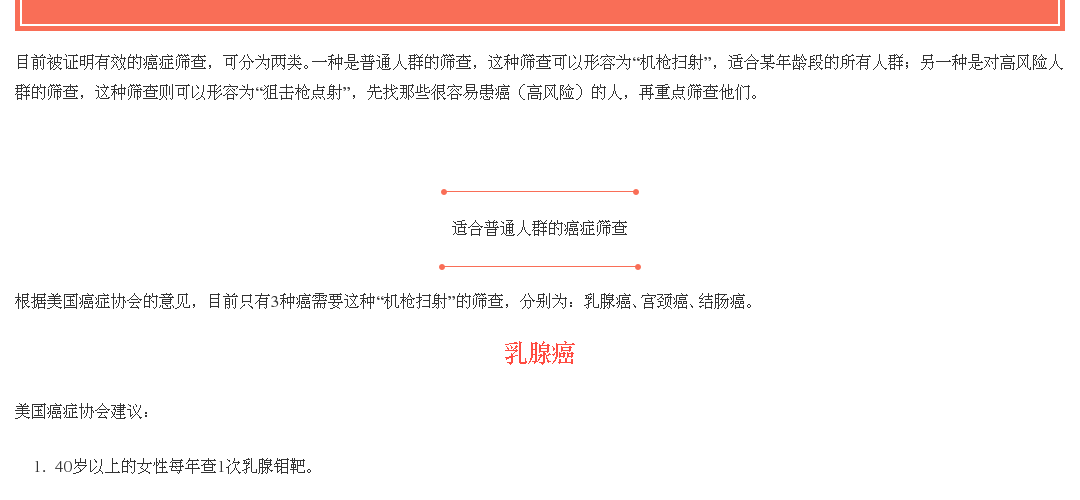 目前被证明有效的癌症筛查，可分为两类。一种是普通人群的筛查，这种筛查可以形容为“机枪扫射”，适合某年龄段的所有人群；另一种是对高风险人
群的筛查，这种筛查则可以形容为“狙击枪点射”，先找那些很容易患癌（高风险）的人，再重点筛查他们。
适合普通人群的癌症筛查
根据美国癌症协会的意见，目前只有3种癌需要这种“机枪扫射”的筛查，分别为：乳腺癌、宫颈癌、结肠癌。
乳腺癌
美国癌症协会建议：
1. 40岁以上的女性每年查1次乳腺钼靶。